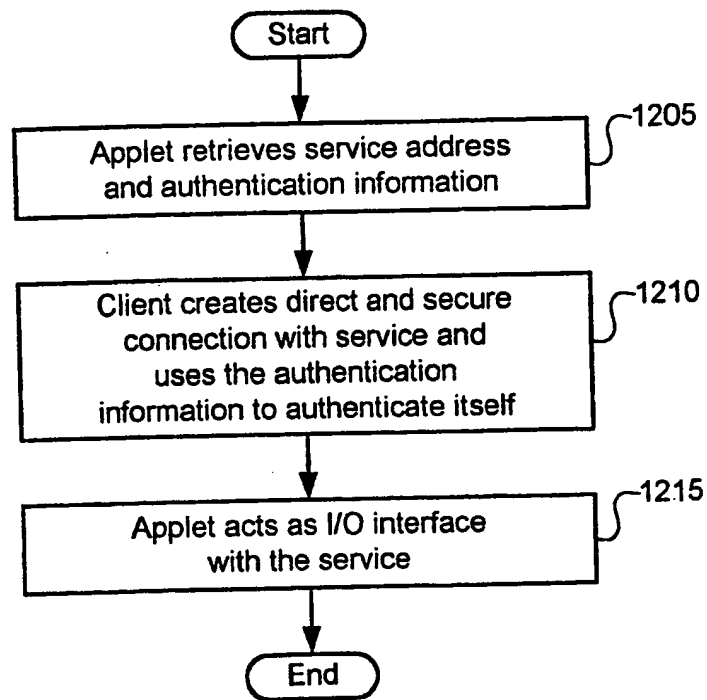 Start
1205
Applet retrieves service address
and authentication information
1210
Client creates direct and secure
connection with service and
uses the authentication
information to authenticate itself
1215
Applet acts as I/O interface
with the service
End